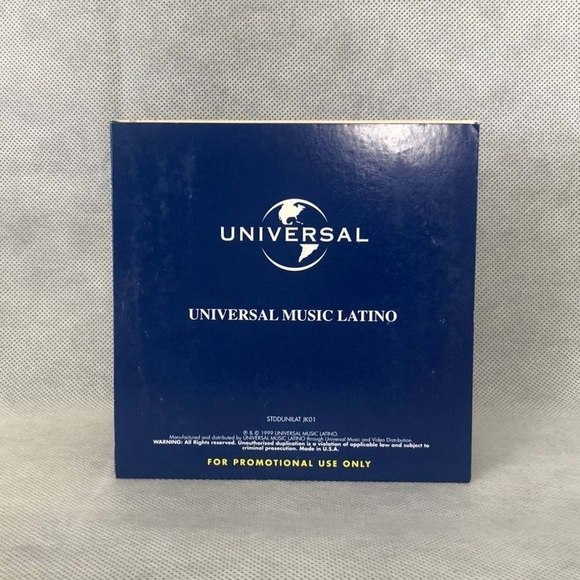 UNIVERSAL
UNIVERSAL MUSIC LATINO
STDDUNILAT JK01
℗ & © 1999 UNIVERSAL MUSIC LATINO.
Manufactured and distributed by UNIVERSAL MUSIC LATINO through Universal Music and Video Distribution.
WARNING: All Rights reserved. Unauthorized duplication is a violation of applicable law and subject to
criminal prosecution. Made in U.S.A.
FOR PROMOTIONAL USE ONLY